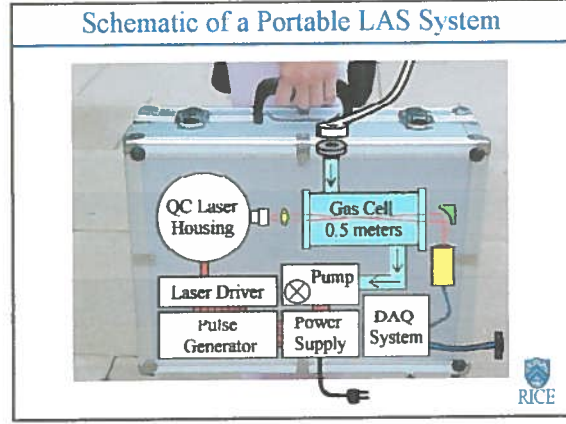 Schematic of a Portable LAS System
QC Laser
Housing
Gas Cell
0.5 meters
Pump
Laser Driver
Pulse
Generator
Power
Supply
DAQ
System
RICE